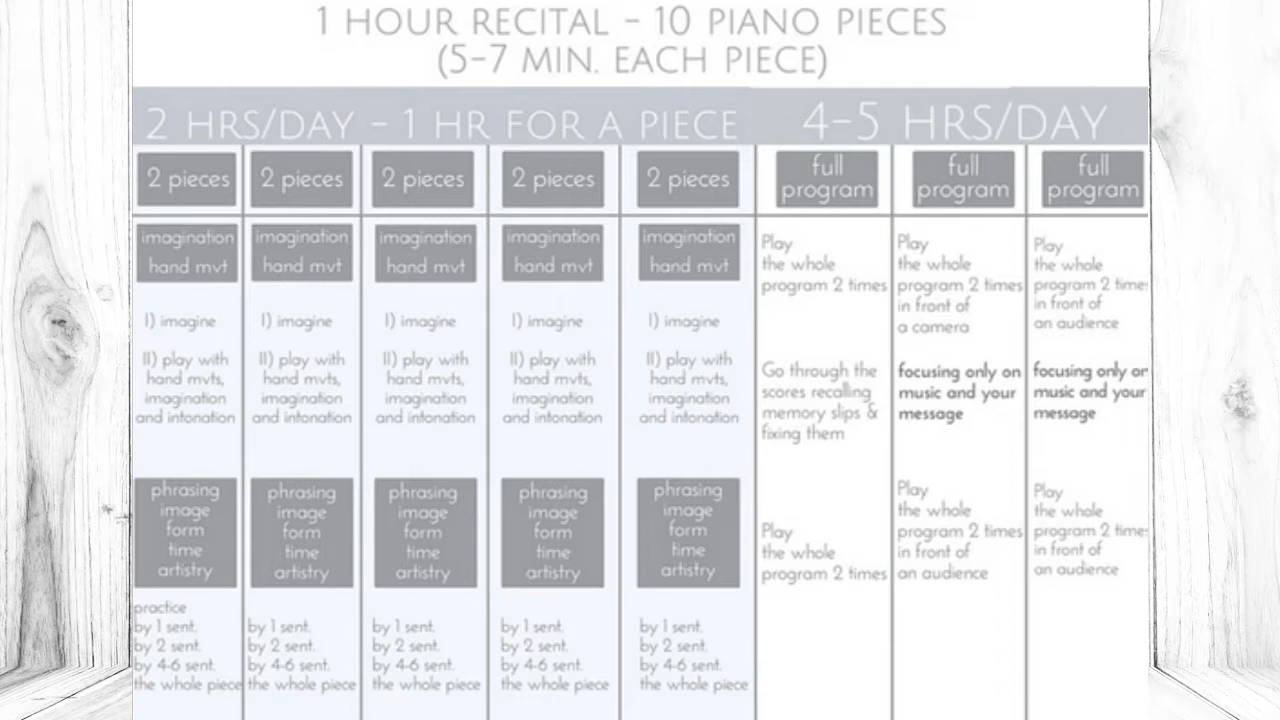 1 HOUR RECITAL - 10 PIANO PIECES
(5-7 MIN. EACH PIECE)
2 HRS/DAY - 1 HR FOR A PIECE
4-5 HRS/DAY
2 pieces
2 pieces
2 pieces
2 pieces
2 pieces
full
program
full
program
full
program
imagination
hand mvt
I) imagine
II) play with
hand mvts,
imagination
and intonation
phrasing
image
form
time
artistry
practice
by 1 sent.
by 2 sent.
by 4-6 sent.
the whole piece
imagination
hand mvt
I) imagine
II) play with
hand mvts,
imagination
and intonation
phrasing
image
form
time
artistry
by 1 sent.
by 2 sent.
by 4-6 sent.
the whole piece
imagination
hand mvt
I) imagine
II) play with
hand mvts,
imagination
and intonation
phrasing
image
form
time
artistry
by 1 sent.
by 2 sent.
by 4-6 sent.
the whole piece
imagination
hand mvt
I) imagine
II) play with
hand mvts,
imagination
and intonation
phrasing
image
form
time
artistry
by 1 sent.
by 2 sent.
by 4-6 sent.
the whole piece
imagination
hand mvt
I) imagine
II) play with
hand mvts,
imagination
and intonation
phrasing
image
form
time
artistry
by 1 sent.
by 2 sent.
by 4-6 sent.
the whole piece
Play
the whole
program 2 times
Go through the
scores recalling
memory slips &
fixing them
Play
the whole
program 2 times
Play
the whole
program 2 times
in front of
a camera
focusing only on
music and your
message
Play
the whole
program 2 times
in front of
an audience
Play
the whole
program 2 times
in front of
an audience
focusing only on
music and your
message
Play
the whole
program 2 times
in front of
an audience